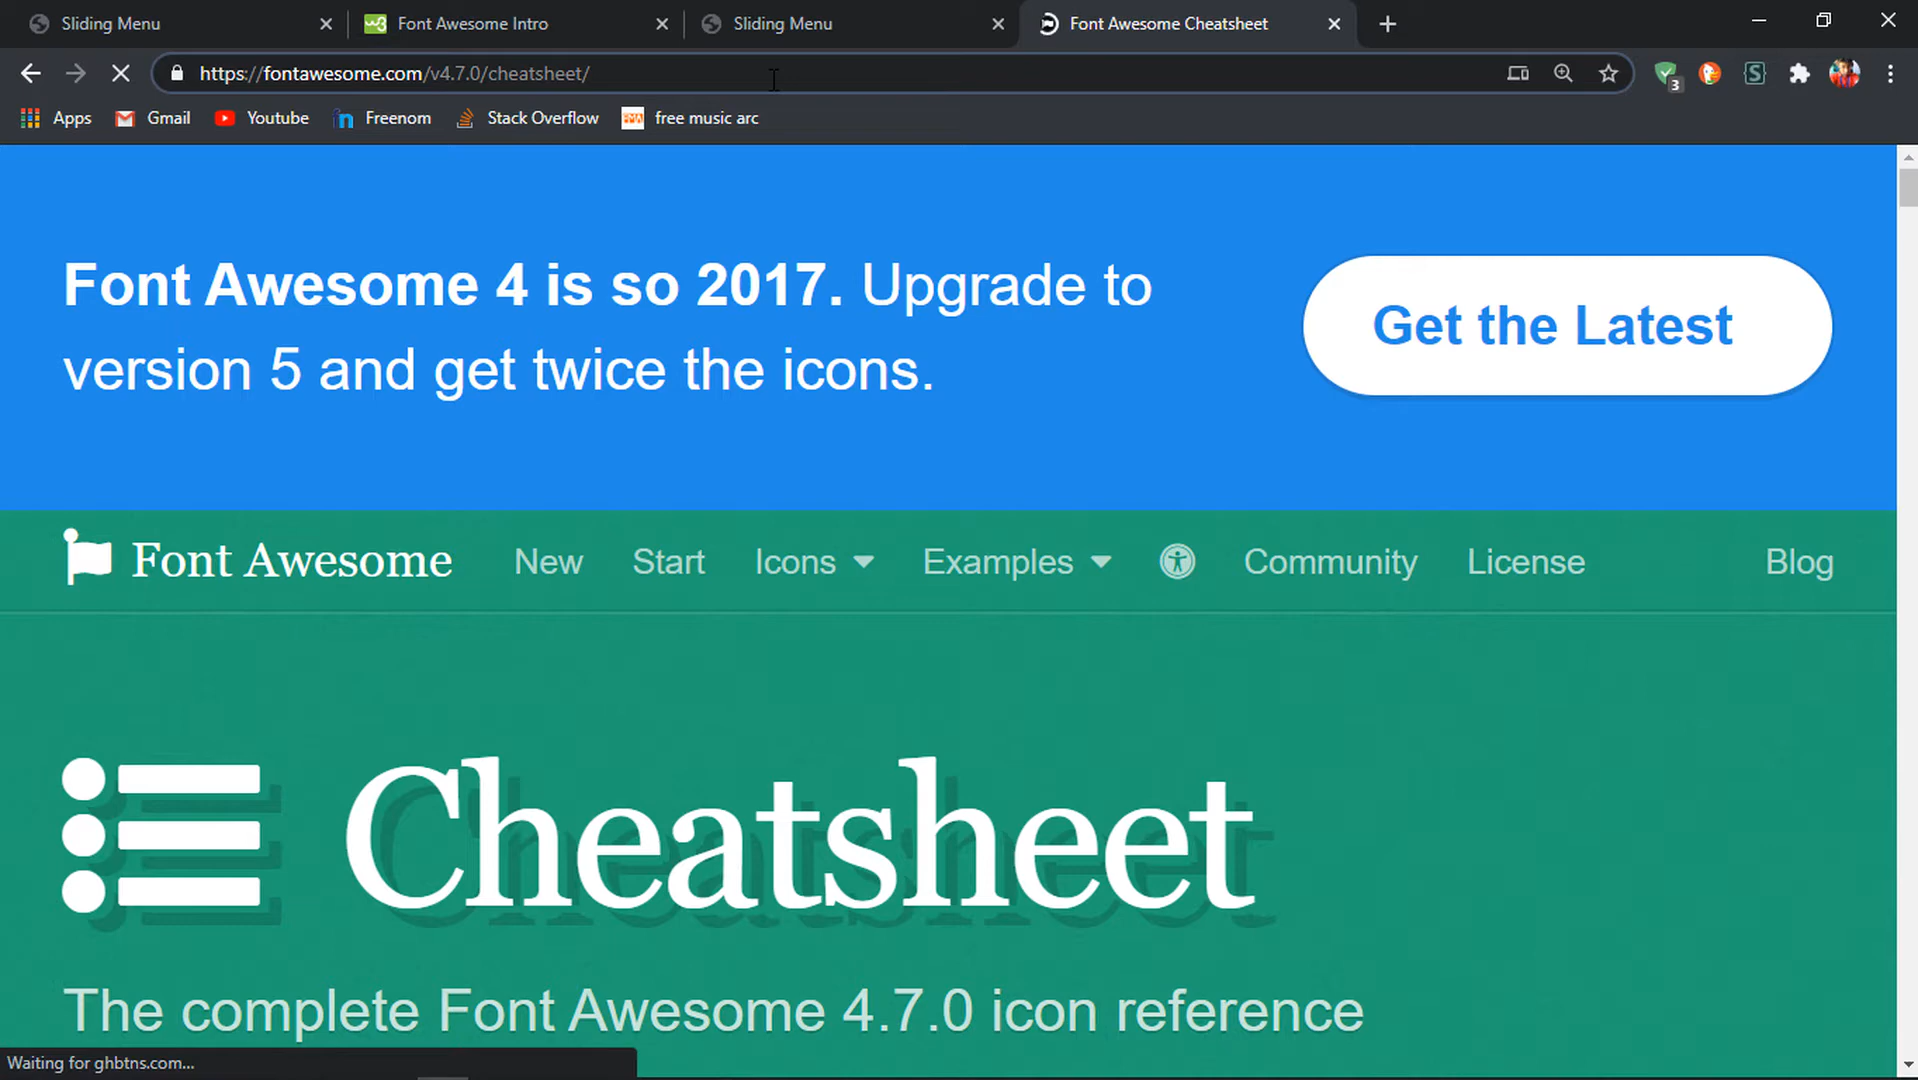 Sliding Menu
Font Awesome Intro
Sliding Menu
Font Awesome Cheatsheet
https://fontawesome.com/v4.7.0/cheatsheet/
3
Apps
Gmail
Youtube
Freenom
Stack Overflow
free music arc
Font Awesome 4 is so 2017. Upgrade to
version 5 and get twice the icons.
Get the Latest
Font Awesome
New
Start
Icons
Examples
Community
License
Blog
Cheatsheet
The complete Font Awesome 4.7.0 icon reference
Waiting for ghbtns.com...